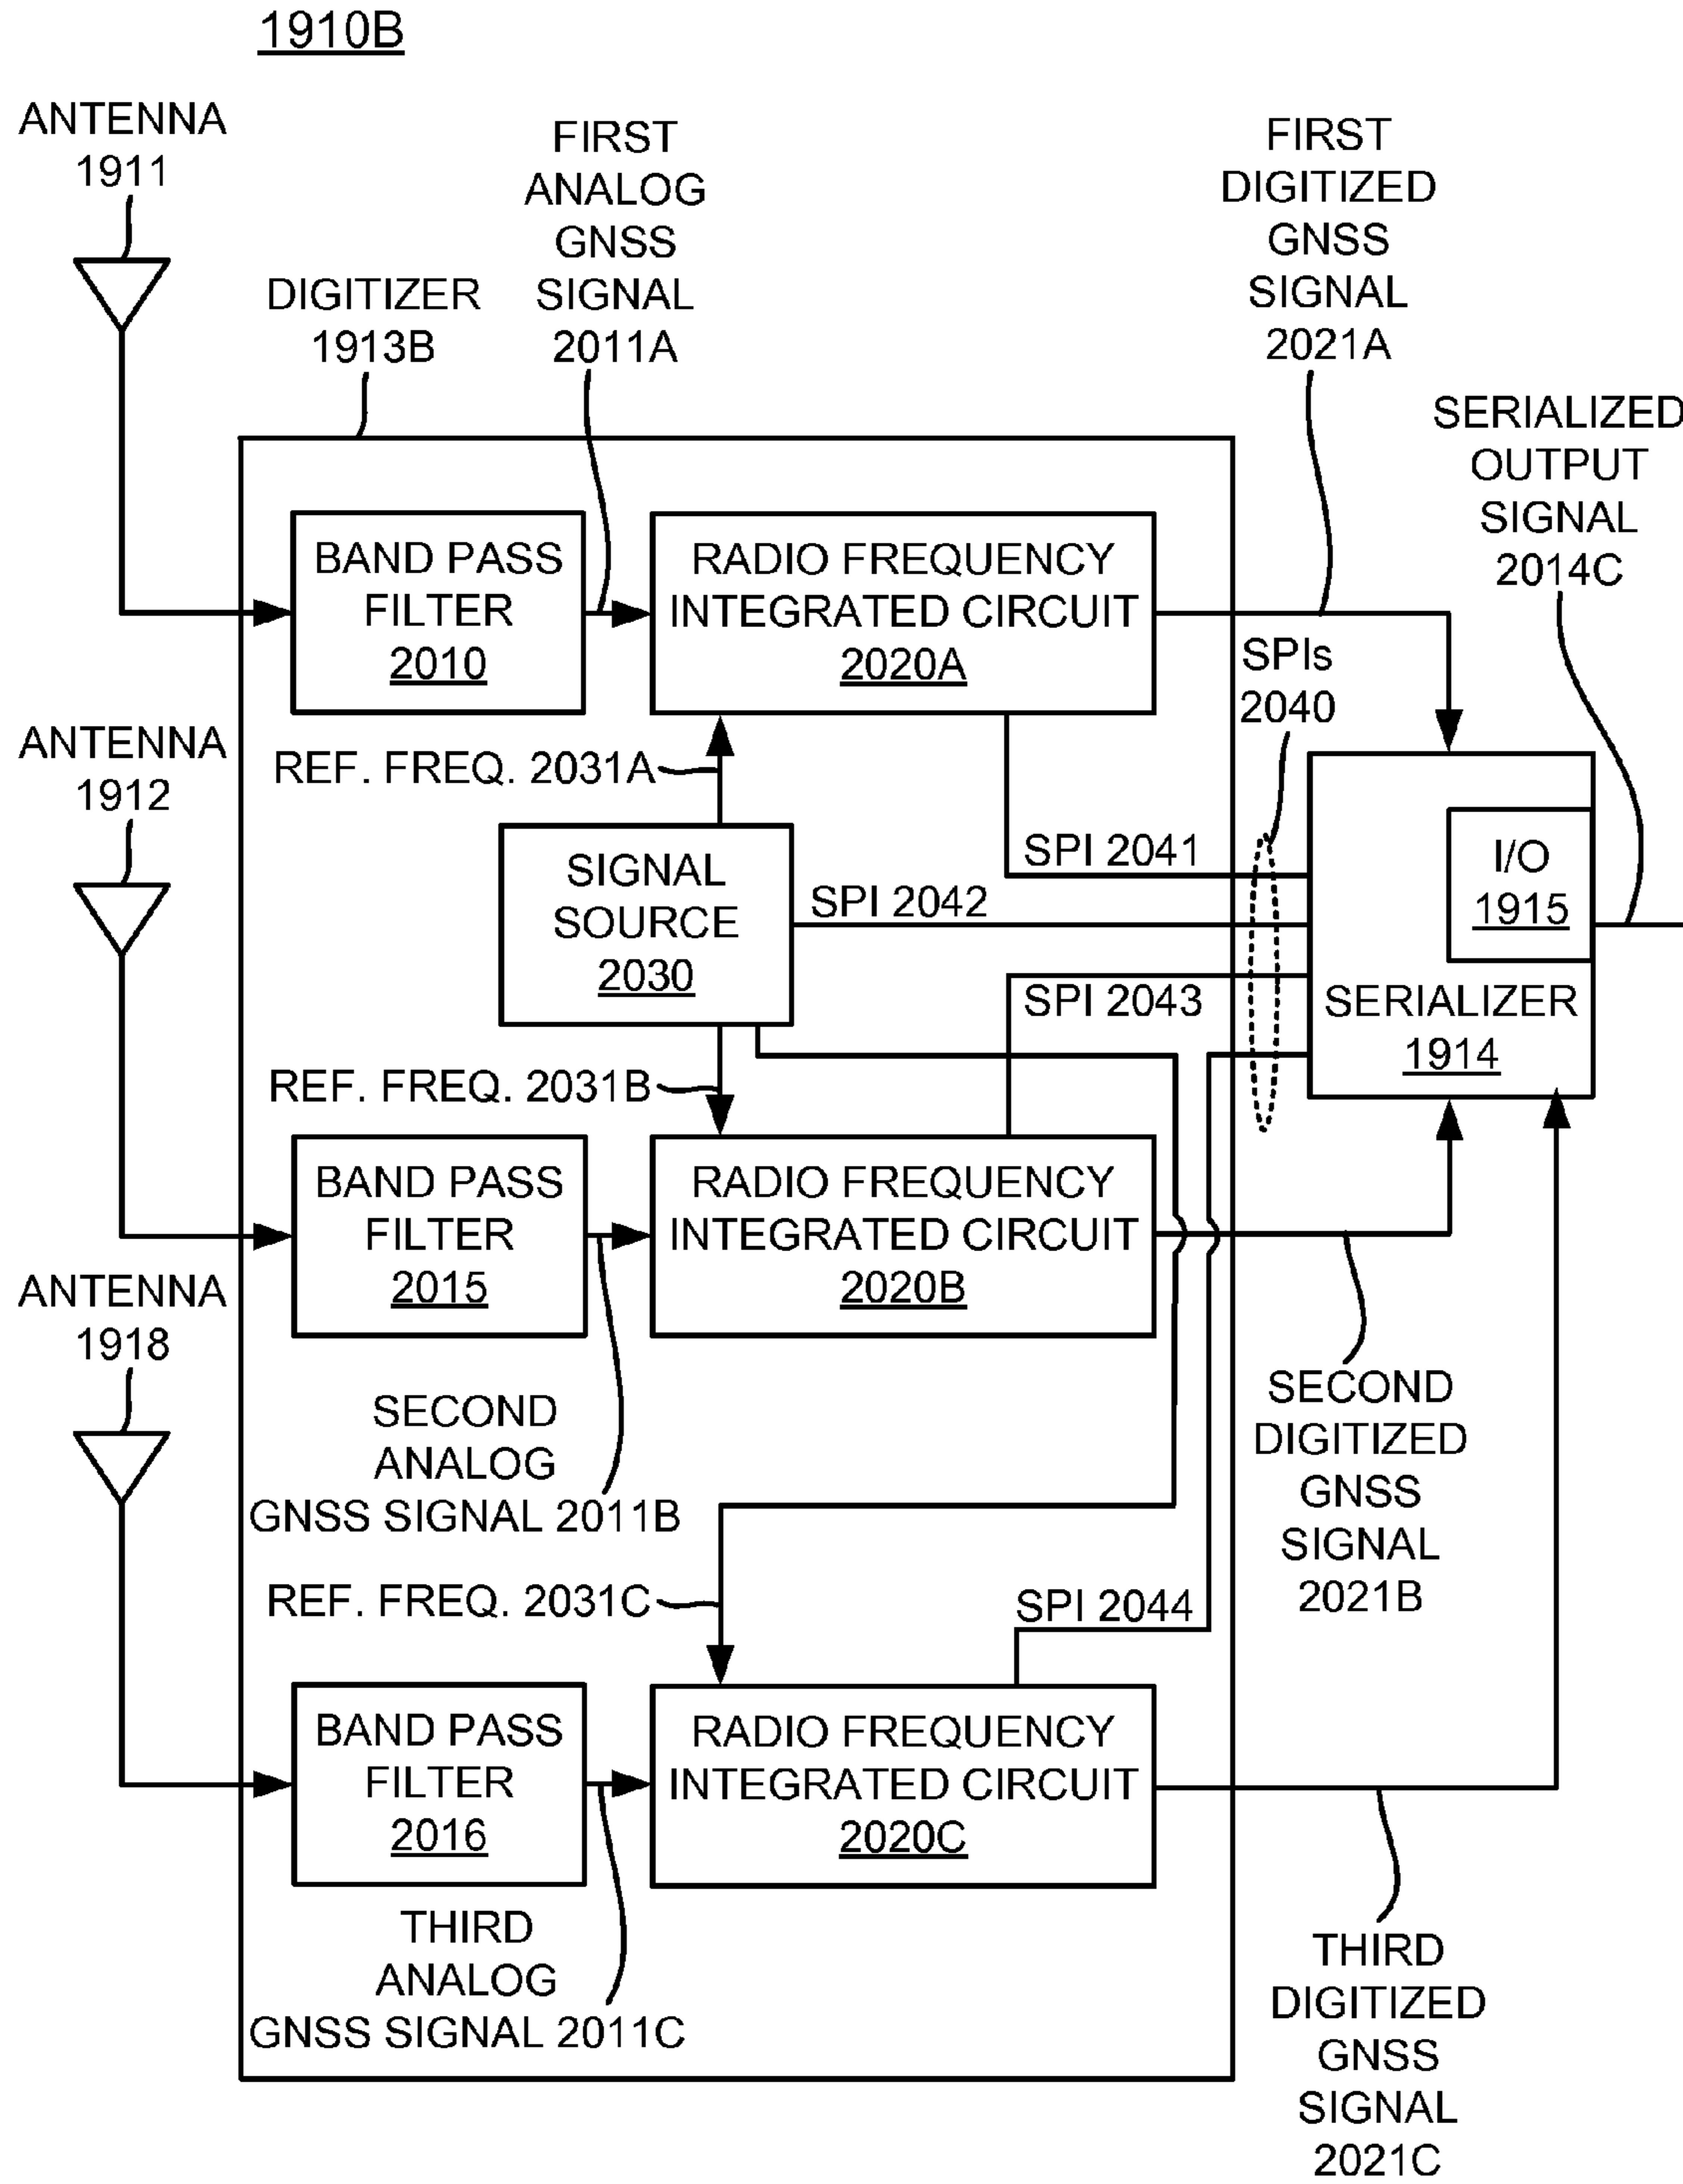 1910B
ANTENNA
1911
FIRST
ANALOG
GNSS
SIGNAL
2011A
FIRST
DIGITIZED
GNSS
SIGNAL
2021A
DIGITIZER
1913B
SERIALIZED
OUTPUT
SIGNAL
2014C
BAND PASS
FILTER
2010
RADIO FREQUENCY
INTEGRATED CIRCUIT
2020A
SPIs
2040
ANTENNA
1912
REF. FREQ. 2031A
SIGNAL
SOURCE
2030
SPI 2041
SPI 2042
SPI 2043
I/O
1915
SERIALIZER
1914
REF. FREQ. 2031B
BAND PASS
FILTER
2015
RADIO FREQUENCY
INTEGRATED CIRCUIT
2020B
ANTENNA
1918
SECOND
ANALOG
GNSS SIGNAL 2011B
SECOND
DIGITIZED
GNSS
SIGNAL
2021B
REF. FREQ. 2031C
SPI 2044
BAND PASS
FILTER
2016
RADIO FREQUENCY
INTEGRATED CIRCUIT
2020C
THIRD
ANALOG
GNSS SIGNAL 2011C
THIRD
DIGITIZED
GNSS
SIGNAL
2021C